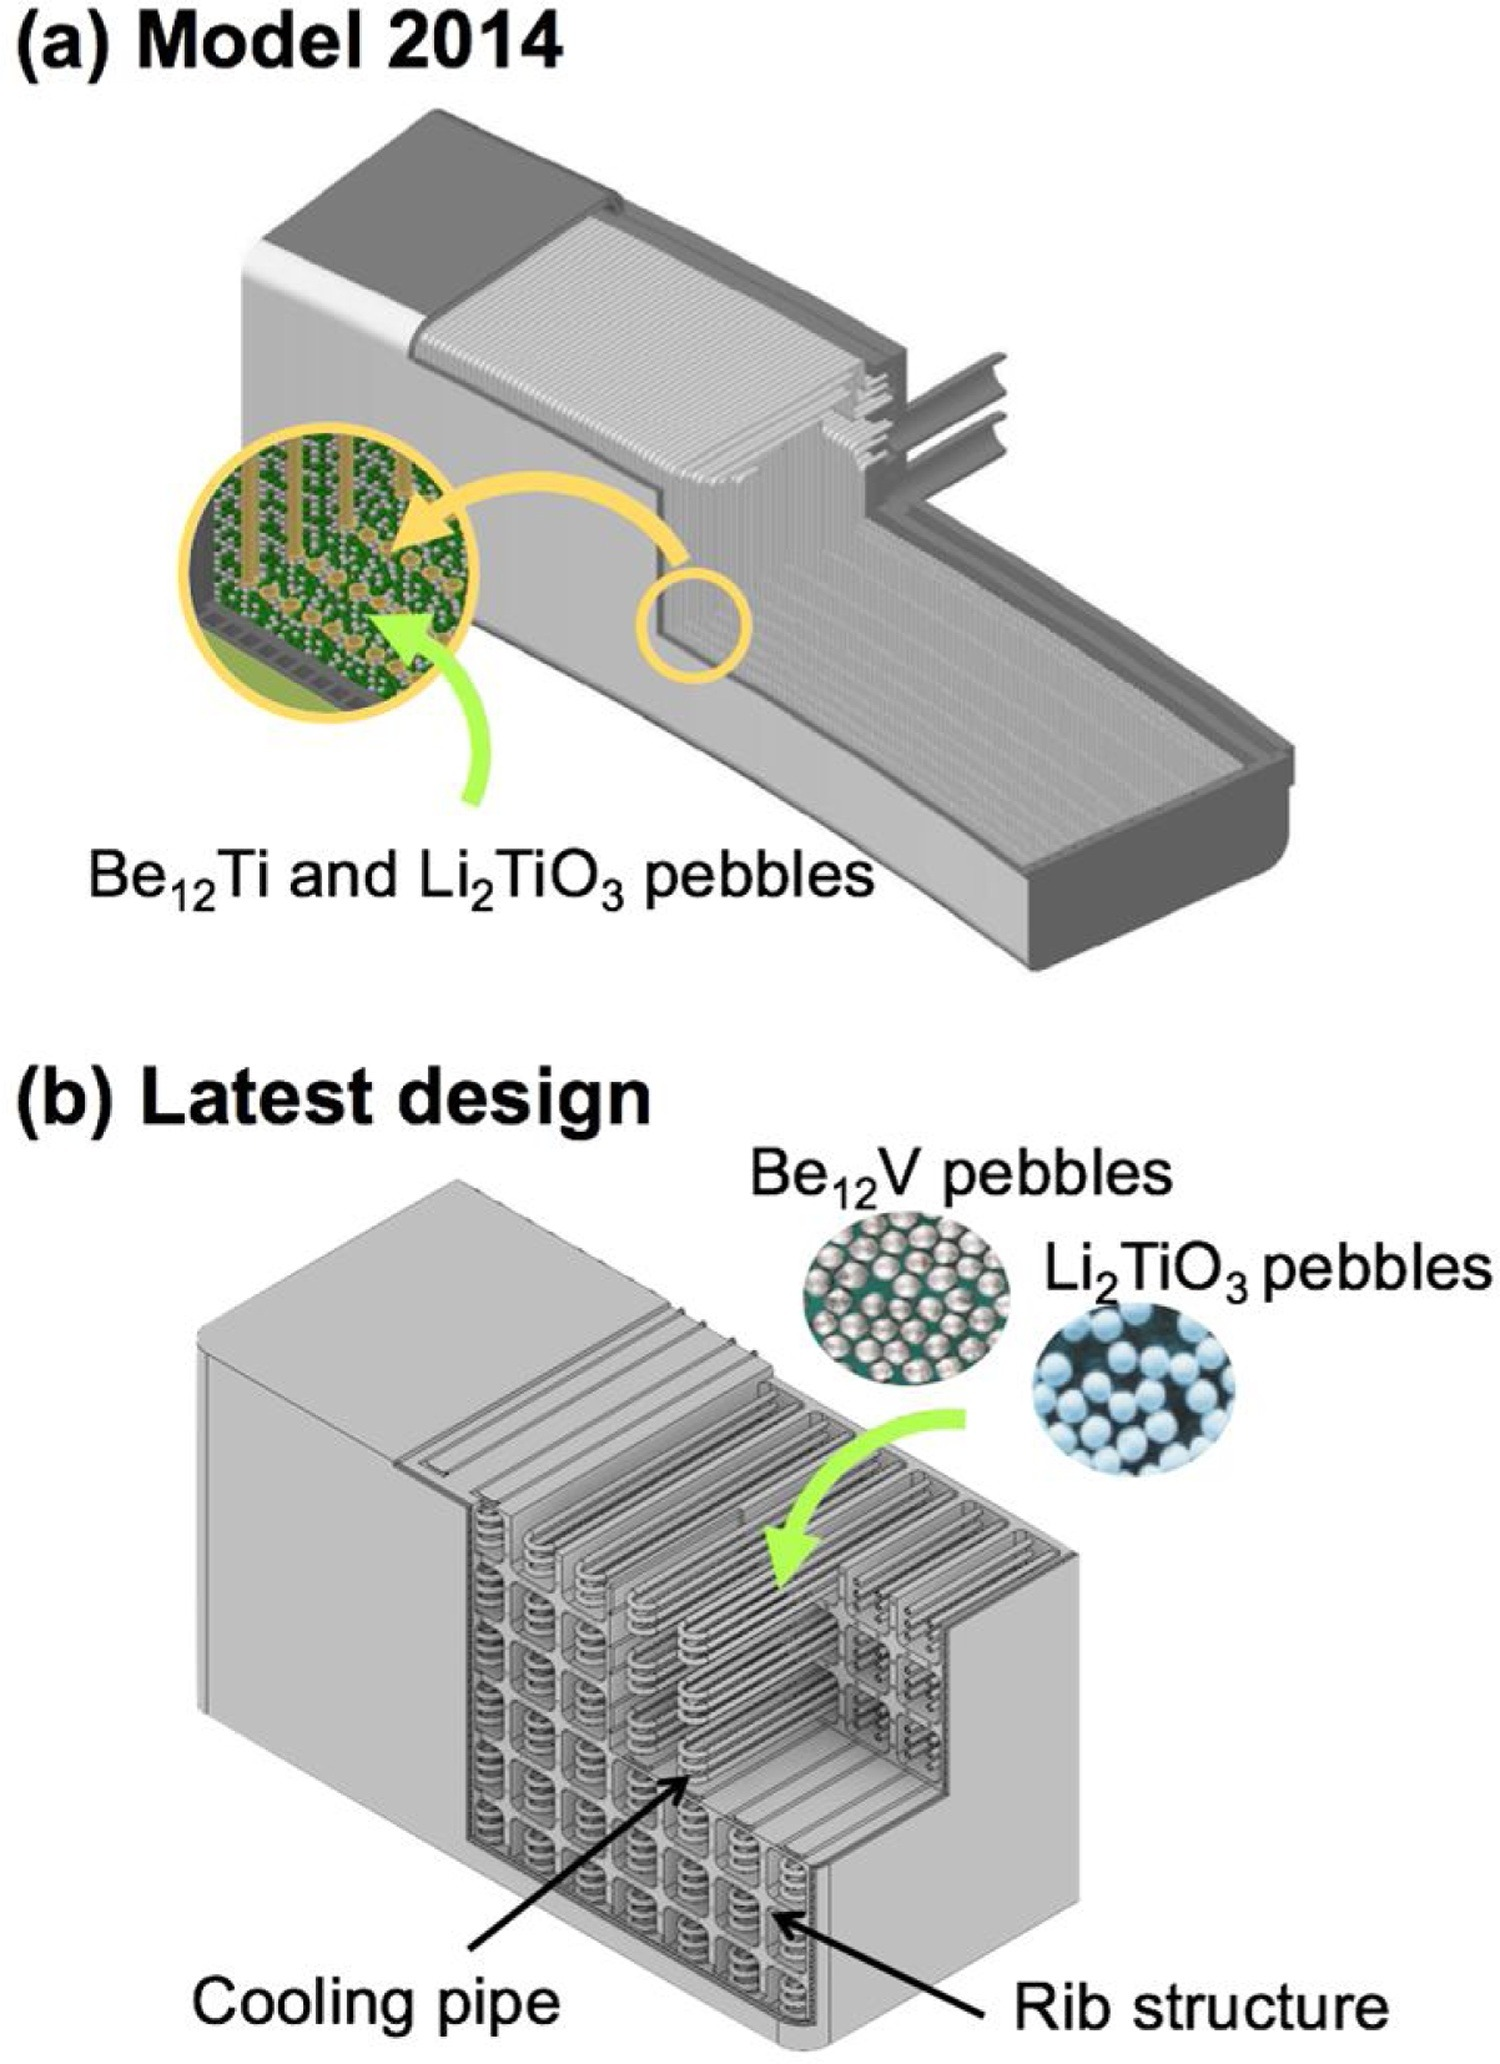 (a) Model 2014
Be₁₂Ti and Li₂TiO₃ pebbles
(b) Latest design
Be₁₂V pebbles
Li₂TiO₃ pebbles
Cooling pipe
Rib structure